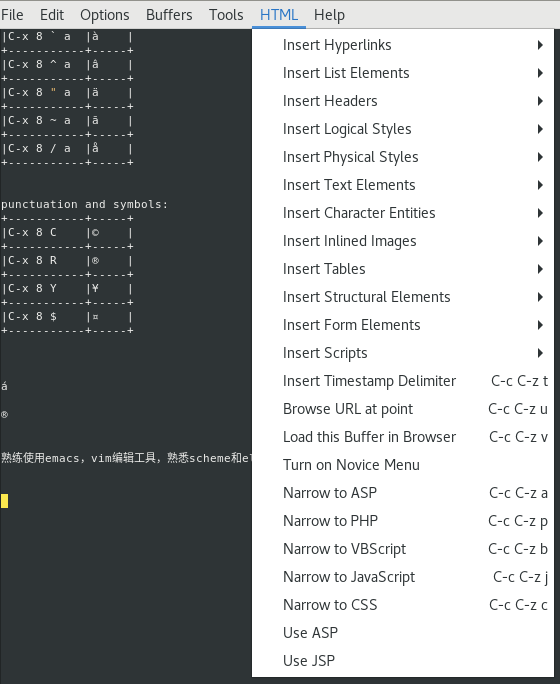 File Edit Options Buffers Tools HTML Help
|C-x 8 ` a |à |
+-----------+-----+
|C-x 8 ^ a |â |
+-----------+-----+
|C-x 8 " a |ä |
+-----------+-----+
|C-x 8 ~ a |ã |
+-----------+-----+
|C-x 8 / a |å |
+-----------+-----+
punctuation and symbols:
+-----------+-----+
|C-x 8 C |© |
+-----------+-----+
|C-x 8 R |® |
+-----------+-----+
|C-x 8 Y |¥ |
+-----------+-----+
|C-x 8 $ |¤ |
+-----------+-----+
á
®
熟练使用emacs，vim编辑工具，熟悉scheme和el
Insert Hyperlinks
Insert List Elements
Insert Headers
Insert Logical Styles
Insert Physical Styles
Insert Text Elements
Insert Character Entities
Insert Inlined Images
Insert Tables
Insert Structural Elements
Insert Form Elements
Insert Scripts
Insert Timestamp Delimiter C-c C-z t
Browse URL at point C-c C-z u
Load this Buffer in Browser C-c C-z v
Turn on Novice Menu
Narrow to ASP C-c C-z a
Narrow to PHP C-c C-z p
Narrow to VBScript C-c C-z b
Narrow to JavaScript C-c C-z j
Narrow to CSS C-c C-z c
Use ASP
Use JSP